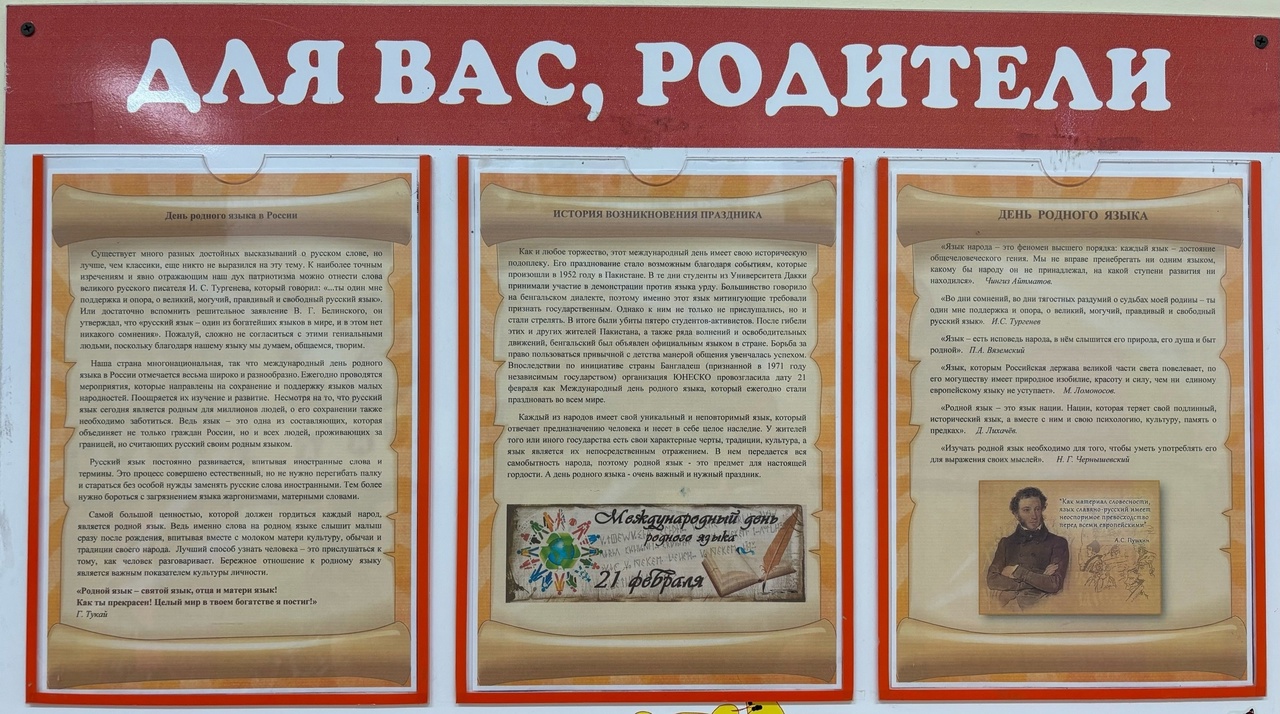 ДЛЯ ВАС, РОДИТЕЛИ
День родного языка в России
Существует много разных достойных высказываний о русском слове, но
лучше, чем классики, еще никто не выразился на эту тему. К наиболее точным
изречениям и явно отражающим наш дух патриотизма можно отнести слова
великого русского писателя И. С. Тургенева, который говорил: «...ты один мне
поддержка и опора, о великий, могучий, правдивый и свободный русский язык».
Или достаточно вспомнить решительное заявление В. Г. Белинского, он
утверждал, что «русский язык – один из богатейших языков в мире, и в этом нет
никакого сомнения». Пожалуй, сложно не согласиться с этими гениальными
людьми, поскольку благодаря нашему языку мы думаем, общаемся, творим.
Наша страна многонациональная, так что международный день родного
языка в России отмечается весьма широко и разнообразно. Ежегодно проводятся
мероприятия, которые направлены на сохранение и поддержку языков малых
народностей. Поощряется их изучение и развитие. Несмотря на то, что русский
язык сегодня является родным для миллионов людей, о его сохранении также
необходимо заботиться. Ведь язык – это одна из составляющих, которая
объединяет не только граждан России, но и всех людей, проживающих за
границей, но считающих русский своим родным языком.
Русский язык постоянно развивается, впитывая иностранные слова и
термины. Это процесс совершено естественный, но не нужно перегибать палку
и стараться без особой нужды заменять русские слова иностранными. Тем более
нужно бороться с загрязнением языка жаргонизмами, матерными словами.
Самой большой ценностью, которой должен гордиться каждый народ,
является родной язык. Ведь именно слова на родном языке слышит малыш
сразу после рождения, впитывая вместе с молоком матери культуру, обычаи и
традиции своего народа. Лучший способ узнать человека – это прислушаться к
тому, как человек разговаривает. Бережное отношение к родному языку
является важным показателем культуры личности.
«Родной язык – святой язык, отца и матери язык!
Как ты прекрасен! Целый мир в твоем богатстве я постиг!»
Г. Тукай
ИСТОРИЯ ВОЗНИКНОВЕНИЯ ПРАЗДНИКА
Как и любое торжество, этот международный день имеет свою историческую
подоплеку. Его празднование стало возможным благодаря событиям, которые
произошли в 1952 году в Пакистане. В те дни студенты из Университета Дакки
принимали участие в демонстрации против языка урду. Большинство говорило
на бенгальском диалекте, поэтому именно этот язык митингующие требовали
признать государственным. Однако к ним не только не прислушались, но и
стали стрелять. В итоге были убиты пятеро студентов-активистов. После гибели
этих и других жителей Пакистана, а также ряда волнений и освободительных
движений, бенгальский был объявлен официальным языком в стране. Борьба за
право пользоваться привычной с детства манерой общения увенчалась успехом.
Впоследствии по инициативе страны Бангладеш (признанной в 1971 году
независимым государством) организация ЮНЕСКО провозгласила дату 21
февраля как Международный день родного языка, который ежегодно стали
праздновать во всем мире.
Каждый из народов имеет свой уникальный и неповторимый язык, который
отвечает предназначению человека и несет в себе целое наследие. У жителей
того или иного государства есть свои характерные черты, традиции, культура, а
язык является их непосредственным отражением. В нем передается вся
самобытность народа, поэтому родной язык - это предмет для настоящей
гордости. А день родного языка - очень важный и нужный праздник.
Международный день
родного языка
21 февраля
ДЕНЬ РОДНОГО ЯЗЫКА
«Язык народа – это феномен высшего порядка: каждый язык – достояние
общечеловеческого гения. Мы не вправе пренебрегать ни одним языком,
какому бы народу он не принадлежал, на какой ступени развития ни
находился». Чингиз Айтматов.
«Во дни сомнений, во дни тягостных раздумий о судьбах моей родины – ты
один мне поддержка и опора, о великий, могучий, правдивый и свободный
русский язык». И.С. Тургенев
«Язык – есть исповедь народа, в нём слышится его природа, его душа и быт
родной». П.А. Вяземский
«Язык, которым Российская держава великой части света повелевает, по
его могуществу имеет природное изобилие, красоту и силу, чем ни единому
европейскому языку не уступает». М. Ломоносов.
«Родной язык – это язык нации. Нации, которая теряет свой подлинный,
исторический язык, а вместе с ним и свою психологию, культуру, память о
предках». Д. Лихачёв.
«Изучать родной язык необходимо для того, чтобы уметь употреблять его
для выражения своих мыслей». Н. Г. Чернышевский
"Как материал словесности,
язык славяно-русский имеет
неоспоримое превосходство
перед всеми европейскими"
А.С. Пушкин